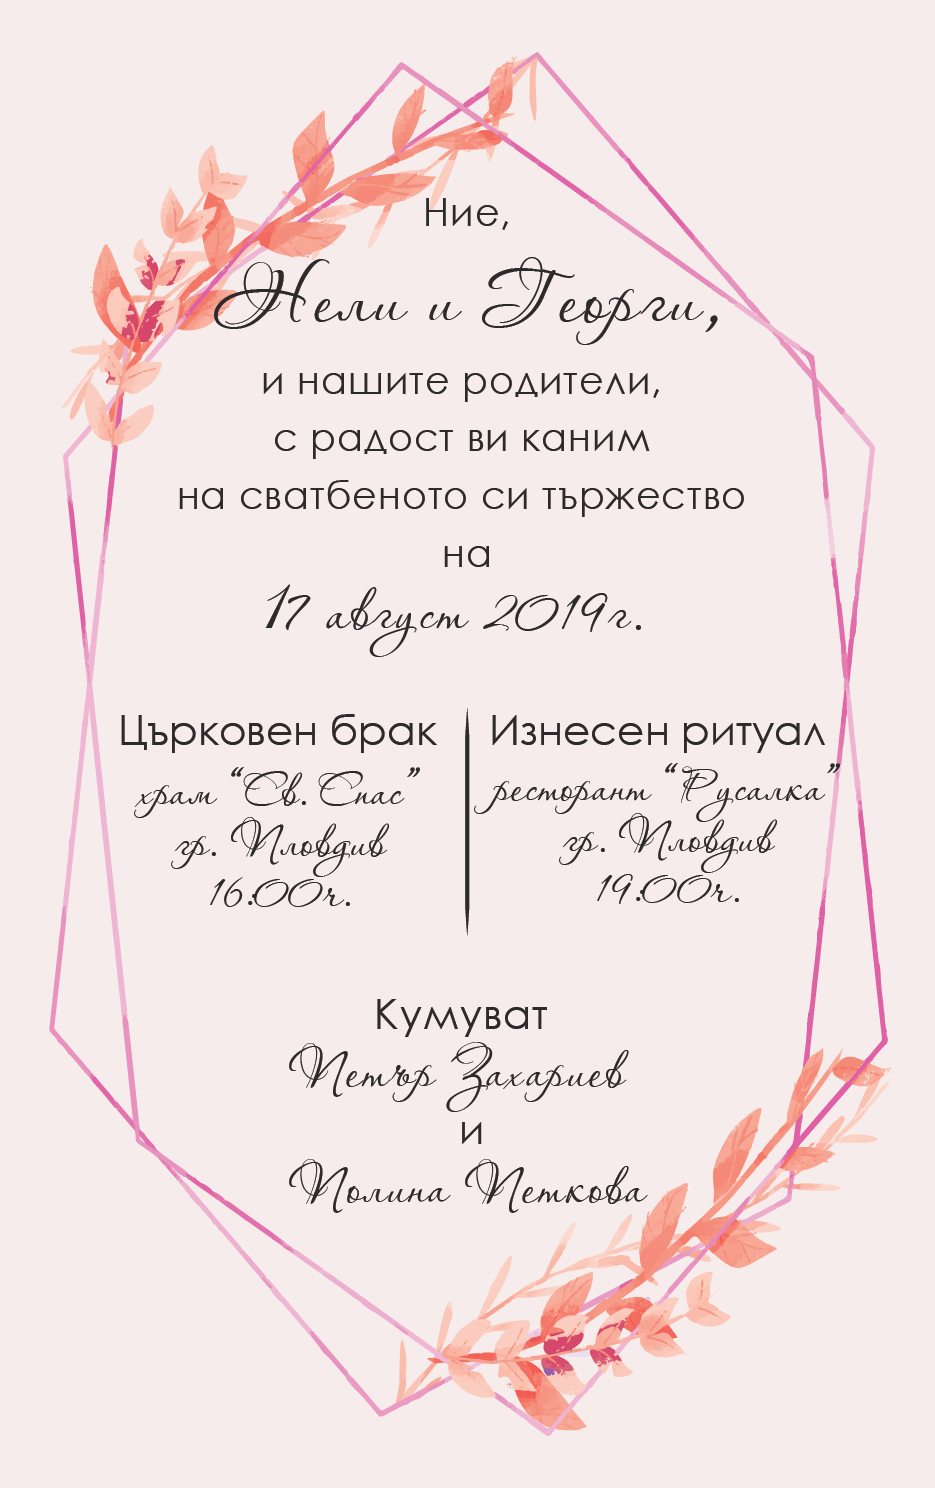 Ние,
Нели и Георги,
и нашите родители,
с радост ви каним
на сватбеното си тържество
на
17 август 2019г.
Църковен брак
храм “Св. Спас”
гр. Пловдив
16:00ч.
Изнесен ритуал
ресторант “Русалка”
гр. Пловдив
19:00ч.
Кумуват
Петър Захариев
и
Полина Петкова